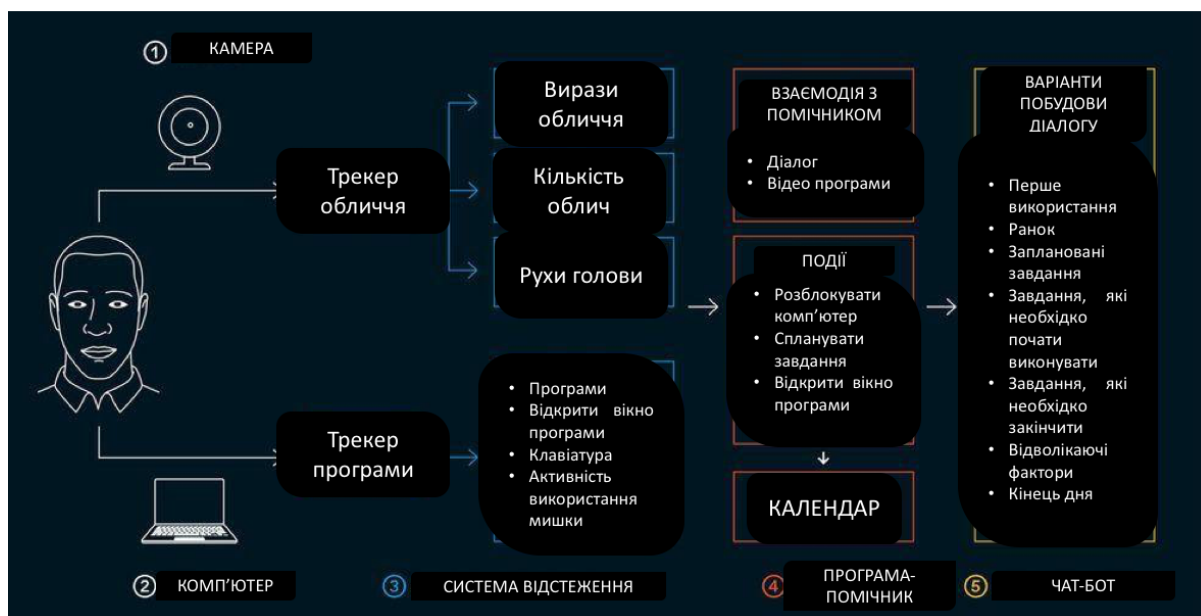 ① КАМЕРА
Трекер
обличчя
Вирази
обличчя
Кількість
облич
Рухи голови
Трекер
програми
• Програми
• Відкрити вікно
програми
• Клавіатура
• Активність
використання
мишки
ВЗАЄМОДІЯ З
ПОМІЧНИКОМ
• Діалог
• Відео програми
ПОДІЇ
• Розблокувати
комп’ютер
• Спланувати
завдання
• Відкрити вікно
програми
КАЛЕНДАР
ВАРІАНТИ
ПОБУДОВИ
ДІАЛОГУ
• Перше
використання
• Ранок
• Заплановані
завдання
• Завдання, які
необхідно
почати
виконувати
• Завдання, які
необхідно
закінчити
• Відволікаючі
фактори
• Кінець дня
② КОМП’ЮТЕР
③ СИСТЕМА ВІДСТЕЖЕННЯ
④ ПРОГРАМА-
ПОМІЧНИК
⑤ ЧАТ-БОТ